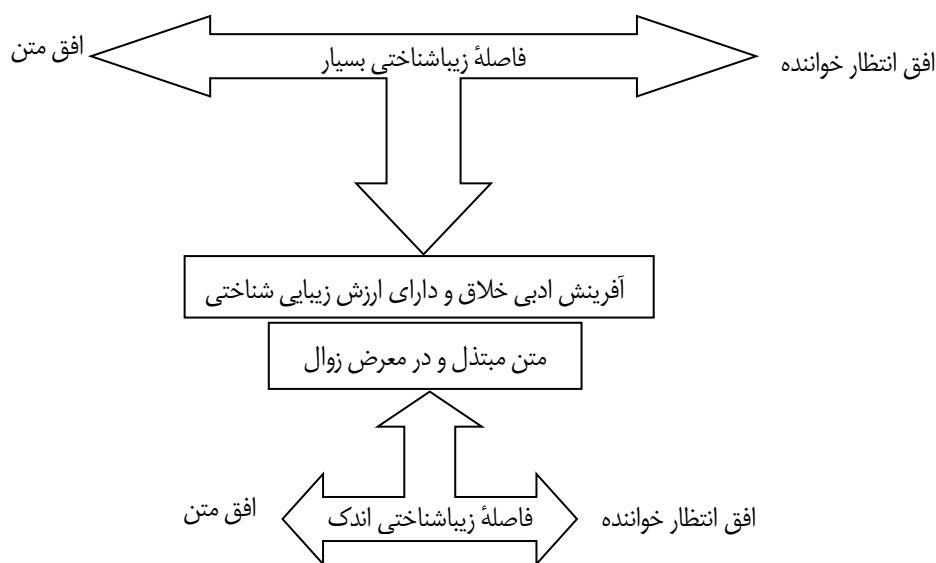 افق انتظار خواننده
فاصلهٔ زیباشناختی بسیار
افق متن
آفرینش ادبی خلاق و دارای ارزش زیبایی شناختی
متن مبتذل و در معرض زوال
افق انتظار خواننده
فاصلهٔ زیباشناختی اندک
افق متن